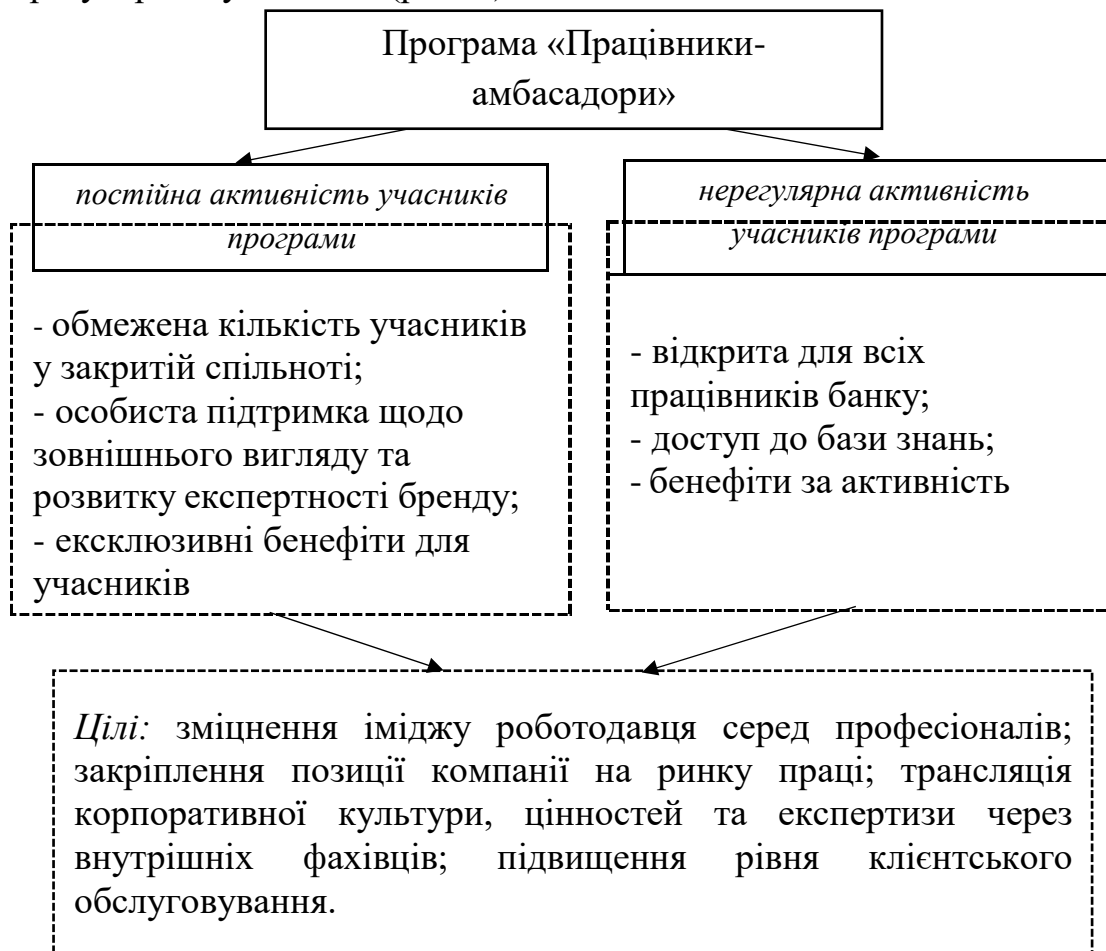 Програма «Працівники-
амбасадори»
постійна активність учасників
програми
- обмежена кількість учасників
у закритій спільноті;
- особиста підтримка щодо
зовнішнього вигляду та
розвитку експертності бренду;
- ексклюзивні бенефіти для
учасників
нерегулярна активність
учасників програми
- відкрита для всіх
працівників банку;
- доступ до бази знань;
- бенефіти за активність
Цілі: зміцнення іміджу роботодавця серед професіоналів;
закріплення позиції компанії на ринку праці; трансляція
корпоративної культури, цінностей та експертизи через
внутрішніх фахівців; підвищення рівня клієнтського
обслуговування.